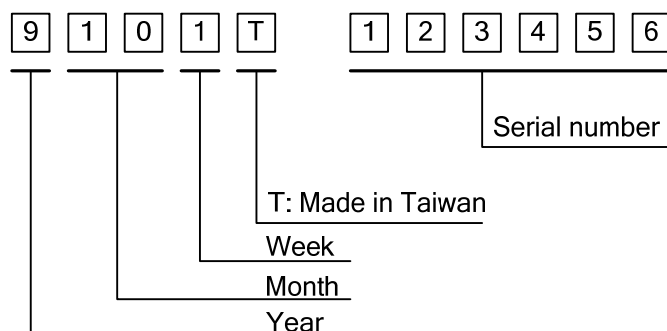 9 1 0 1 T 1 2 3 4 5 6
Serial number
T: Made in Taiwan
Week
Month
Year